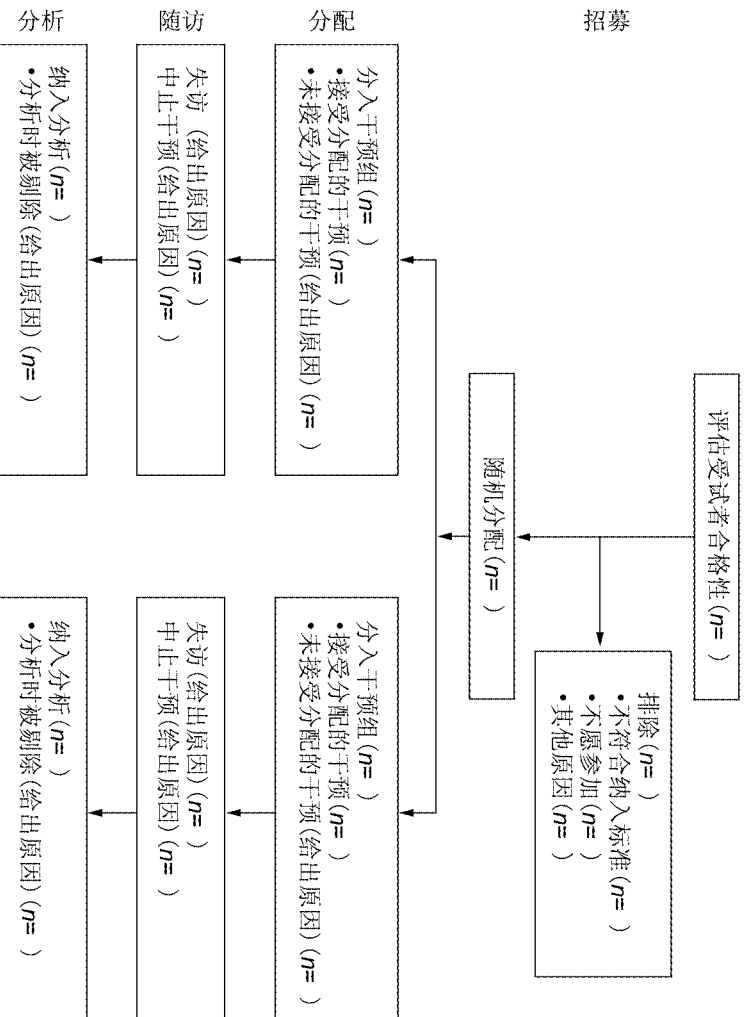 招募
评估受试者合格性(n= )
排除(n= )
•不符合纳入标准(n= )
•不愿参加(n= )
•其他原因(n= )
随机分配(n= )
分配
分入干预组(n= )
•接受分配的干预(n= )
•未接受分配的干预(给出原因)(n= )
分入干预组(n= )
•接受分配的干预(n= )
•未接受分配的干预(给出原因)(n= )
随访
失访 (给出原因)(n= )
中止干预(给出原因)(n= )
失访(给出原因)(n= )
中止干预(给出原因)(n= )
分析
纳入分析(n= )
•分析时被剔除(给出原因)(n= )
纳入分析(n= )
•分析时被剔除(给出原因)(n= )